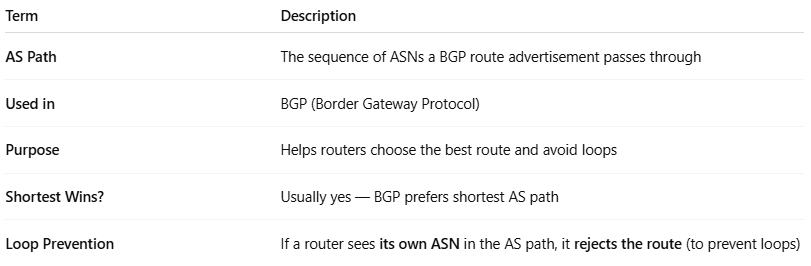 Term Description
AS Path The sequence of ASNs a BGP route advertisement passes through
Used in BGP (Border Gateway Protocol)
Purpose Helps routers choose the best route and avoid loops
Shortest Wins? Usually yes — BGP prefers shortest AS path
Loop Prevention If a router sees its own ASN in the AS path, it rejects the route (to prevent loops)